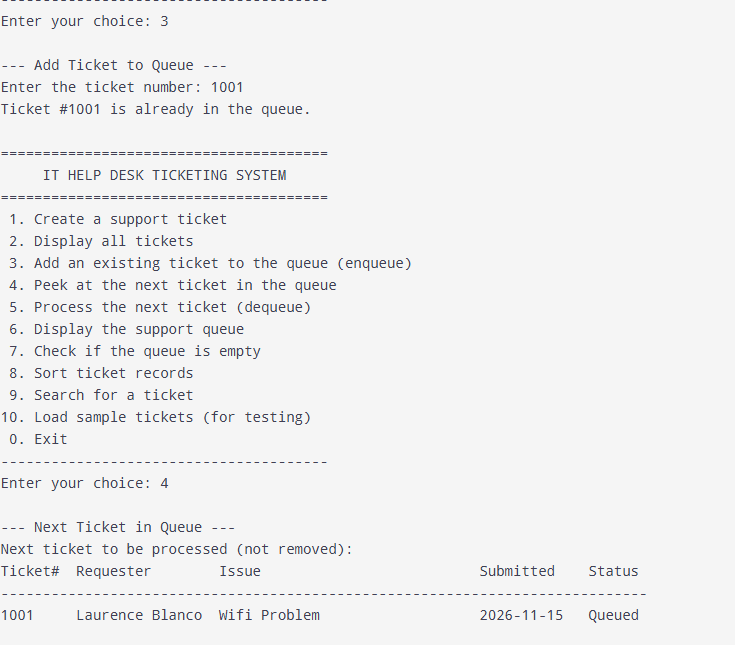 ---------------------------------------
Enter your choice: 3

--- Add Ticket to Queue ---
Enter the ticket number: 1001
Ticket #1001 is already in the queue.

=======================================
     IT HELP DESK TICKETING SYSTEM
=======================================
 1. Create a support ticket
 2. Display all tickets
 3. Add an existing ticket to the queue (enqueue)
 4. Peek at the next ticket in the queue
 5. Process the next ticket (dequeue)
 6. Display the support queue
 7. Check if the queue is empty
 8. Sort ticket records
 9. Search for a ticket
10. Load sample tickets (for testing)
 0. Exit
---------------------------------------
Enter your choice: 4

--- Next Ticket in Queue ---
Next ticket to be processed (not removed):
Ticket#  Requester        Issue                          Submitted    Status
-----------------------------------------------------------------------------
1001     Laurence Blanco  Wifi Problem                   2026-11-15   Queued